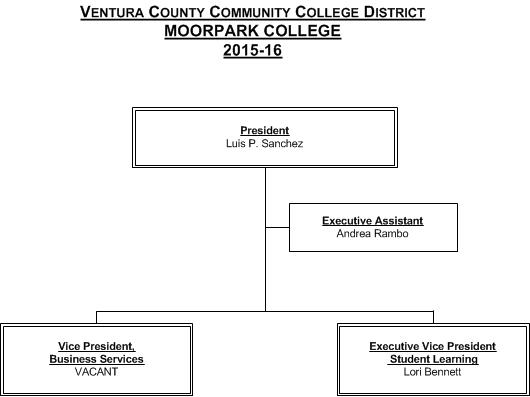 VENTURA COUNTY COMMUNITY COLLEGE DISTRICT
MOORPARK COLLEGE
2015-16
President
Luis P. Sanchez
Executive Assistant
Andrea Rambo
Vice President,
Business Services
VACANT
Executive Vice President
Student Learning
Lori Bennett